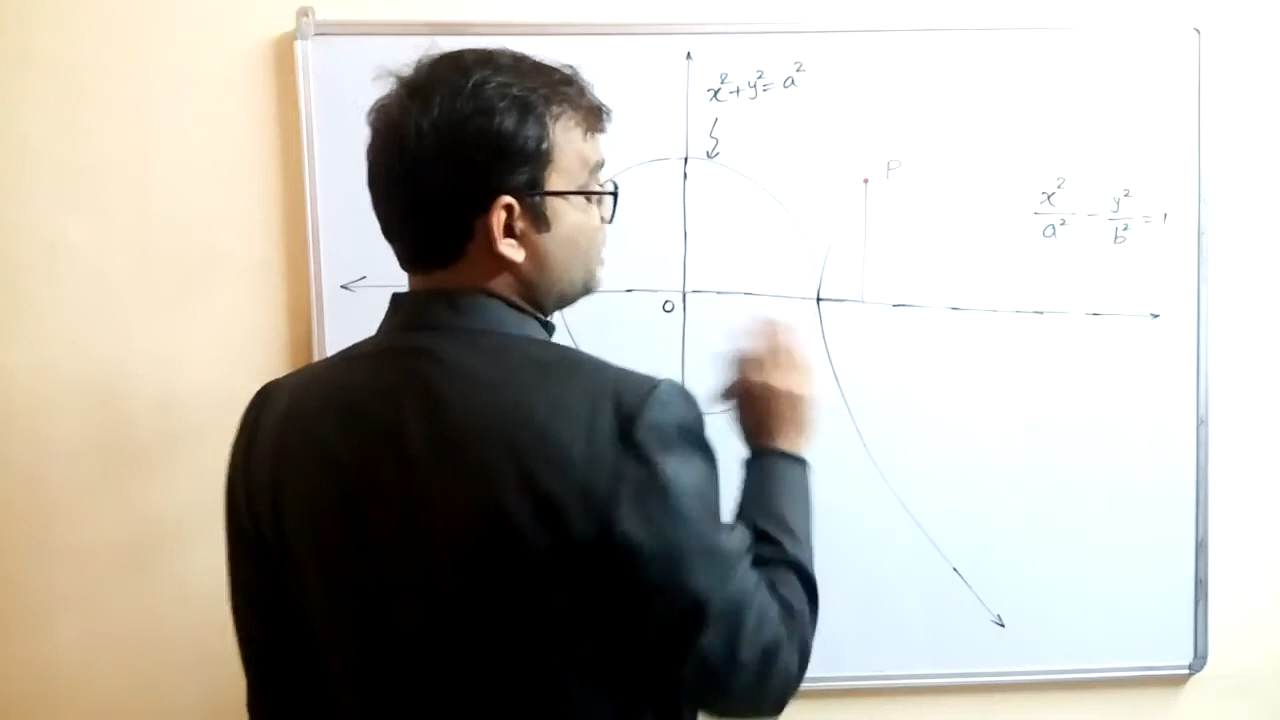 x²+y²=a²
P
x²/a² - y²/b² = 1
O